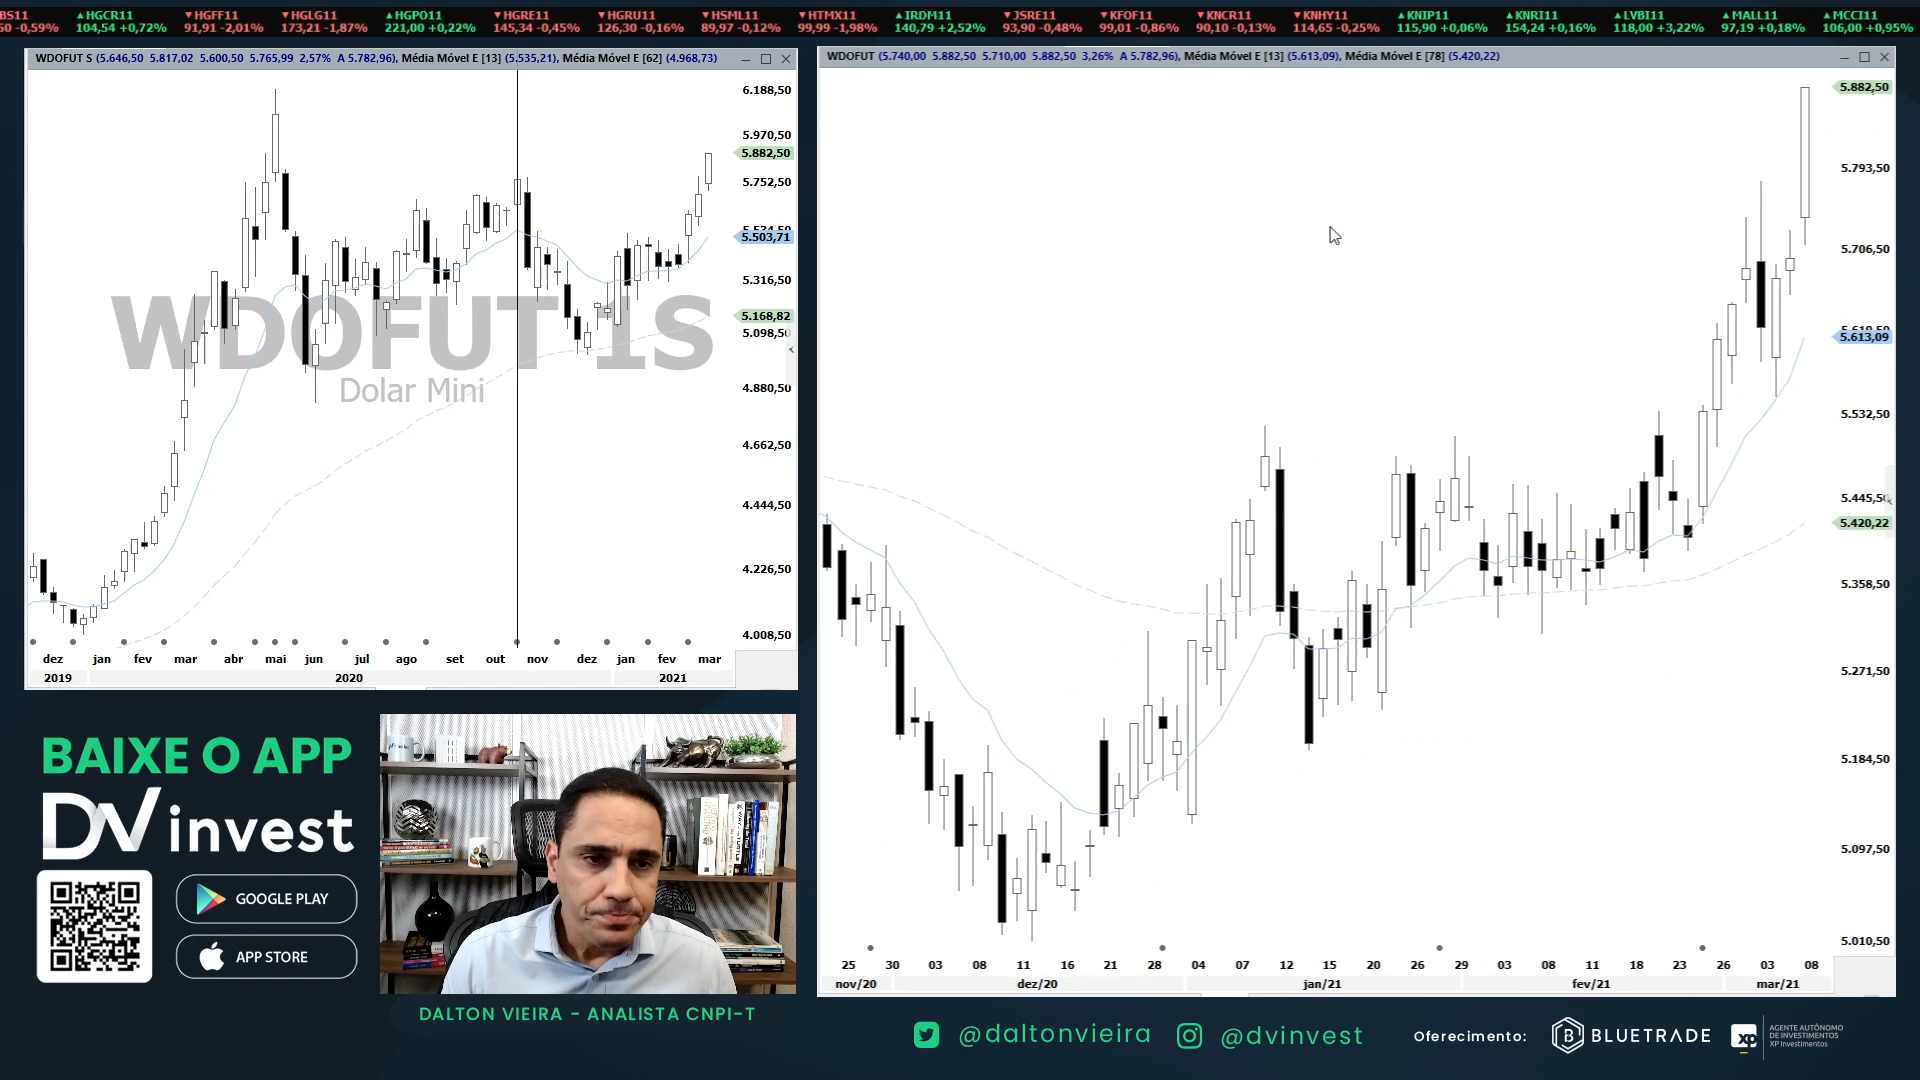 BS11 ▲HGCR11 ▼HGFF11 ▼HGLG11 ▲HGPO11 ▼HGRE11 ▼HGRU11 ▼HSML11 ▼HTMX11 ▲IRDM11 ▼JSRE11 ▼KFOF11 ▼KNCR11 ▼KNHY11 ▲KNIP11 ▲KNRI11 ▲LVBI11 ▲MALL11 ▲MCCI11
50 -0,59% 104,54 +0,72% 91,91 -2,01% 173,21 -1,87% 221,00 +0,22% 145,34 -0,45% 126,30 -0,16% 89,97 -0,12% 99,99 -1,98% 140,79 +2,52% 93,90 -0,48% 99,01 -0,86% 90,10 -0,13% 114,65 -0,25% 115,90 +0,06% 154,24 +0,16% 118,00 +3,22% 97,19 +0,18% 106,00 +0,95%
WDOFUT S (5.646,50 5.817,02 5.600,50 5.765,99 2,57% A 5.782,96), Média Móvel E [13] (5.535,21), Média Móvel E [62] (4.968,73)
6.188,50
5.970,50
5.882,50
5.752,50
5.503,71
5.316,50
5.168,82
5.098,50
4.880,50
4.662,50
4.444,50
4.226,50
4.008,50
WDOFUT 1S
Dolar Mini
dez jan fev mar abr mai jun jul ago set out nov dez jan fev mar
2019 2020 2021
WDOFUT (5.740,00 5.882,50 5.710,00 5.882,50 3,26% A 5.782,96), Média Móvel E [13] (5.613,09), Média Móvel E [78] (5.420,22)
5.882,50
5.793,50
5.706,50
5.613,09
5.532,50
5.445,50
5.420,22
5.358,50
5.271,50
5.184,50
5.097,50
5.010,50
25 30 03 08 11 16 21 28 04 07 12 15 20 26 29 03 08 11 18 23 26 03 08
nov/20 dez/20 jan/21 fev/21 mar/21
BAIXE O APP
DV invest
GOOGLE PLAY
APP STORE
DALTON VIEIRA - ANALISTA CNPI-T
@daltonvieira @dvinvest
Oferecimento: BLUETRADE
xp
AGENTE AUTÔNOMO
DE INVESTIMENTOS
XP Investimentos